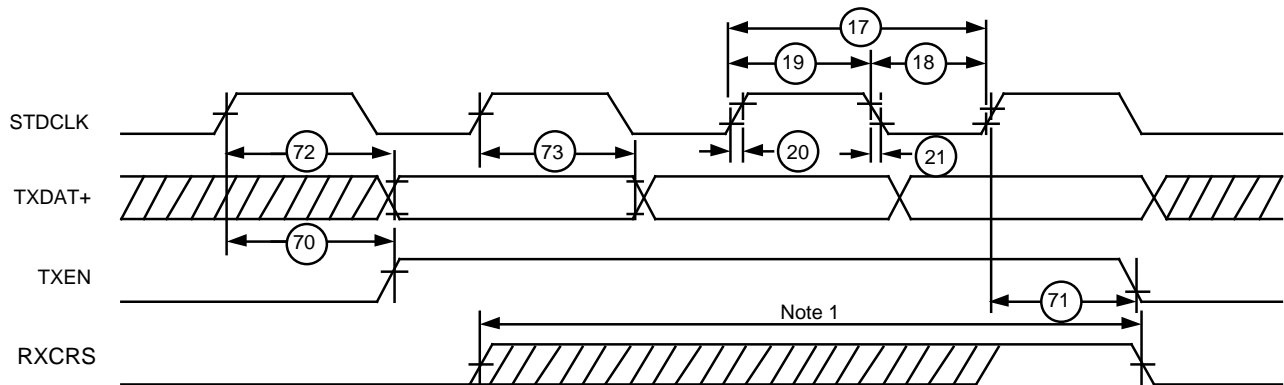 17
19
18
STDCLK
72
73
20
21
TXDAT+
70
TXEN
71
Note 1
RXCRS